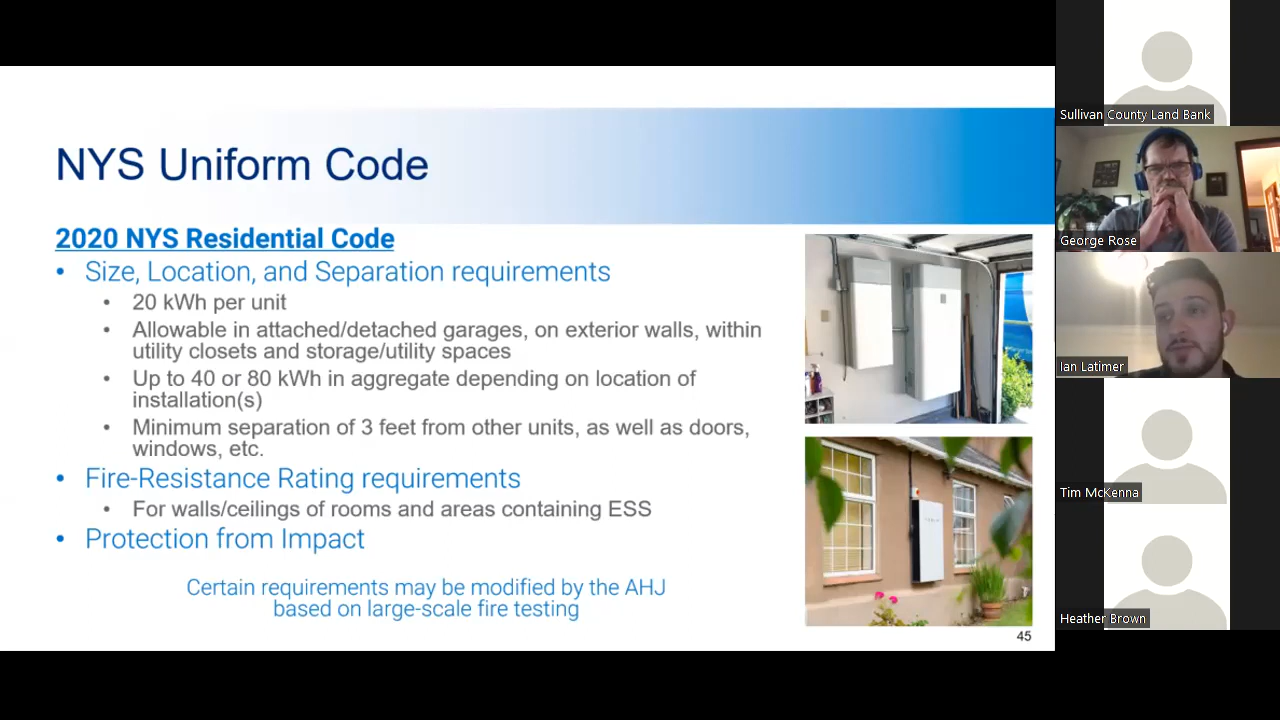 NYS Uniform Code
2020 NYS Residential Code
• Size, Location, and Separation requirements
• 20 kWh per unit
• Allowable in attached/detached garages, on exterior walls, within
utility closets and storage/utility spaces
• Up to 40 or 80 kWh in aggregate depending on location of
installation(s)
• Minimum separation of 3 feet from other units, as well as doors,
windows, etc.
• Fire-Resistance Rating requirements
• For walls/ceilings of rooms and areas containing ESS
• Protection from Impact
Certain requirements may be modified by the AHJ
based on large-scale fire testing
45
Sullivan County Land Bank
George Rose
Ian Latimer
Tim McKenna
Heather Brown